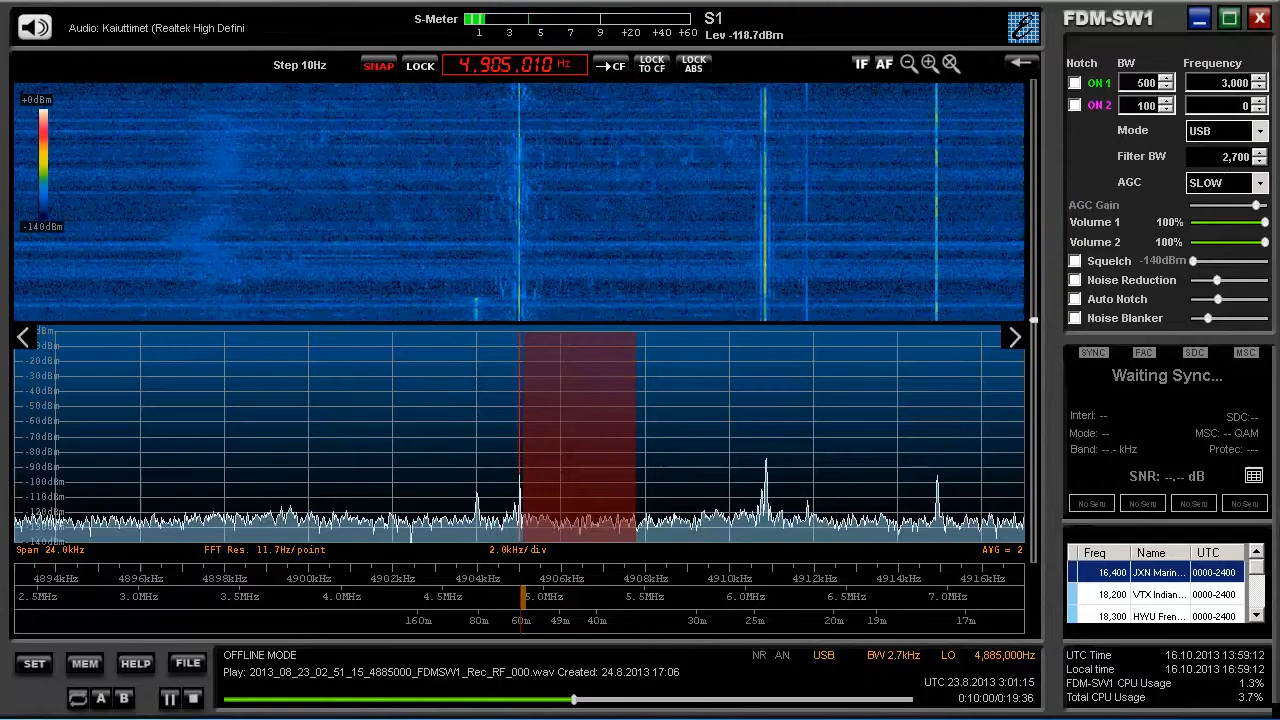 Audio: Kaiuttimet (Realtek High Defini
S-Meter
1 3 5 7 9 +20 +40 +60
S1
Lev -118.7dBm
FDM-SW1
Step 10Hz
SNAP
LOCK
4.905.010 Hz
→CF
LOCK TO CF
LOCK ABS
IF AF
+0dBm
-140dBm
Notch BW Frequency
ON 1 500 3,000
ON 2 100 0
Mode USB
Filter BW 2,700
AGC SLOW
AGC Gain
Volume 1 100%
Volume 2 100%
Squelch -140dBm
Noise Reduction
Auto Notch
Noise Blanker
-20dBm
-30dBm
-40dBm
-50dBm
-60dBm
-70dBm
-80dBm
-90dBm
-100dBm
-110dBm
-120dBm
Span 24.0kHz
FFT Res. 11.7Hz/point
2.0kHz/div
AVG = 2
4894kHz 4896kHz 4898kHz 4900kHz 4902kHz 4904kHz 4906kHz 4908kHz 4910kHz 4912kHz 4914kHz 4916kHz
2.5MHz 3.0MHz 3.5MHz 4.0MHz 4.5MHz 5.0MHz 5.5MHz 6.0MHz 6.5MHz 7.0MHz
160m 80m 60m 49m 40m 30m 25m 20m 19m 17m
SYNC FAC SDC MSC
Waiting Sync...
Interl: -- SDC:--
Mode: -- MSC: -- QAM
Band: --.- kHz Protec: --
SNR: --.-- dB
No Serv No Serv No Serv No Serv
Freq Name UTC
16,400 JXN Marin... 0000-2400
18,200 VTX Indian... 0000-2400
18,300 HWU Fren... 0000-2400
SET
MEM
HELP
FILE
A
B
OFFLINE MODE
NR AN USB BW 2.7kHz LO 4,885,000Hz
Play: 2013_08_23_02_51_15_4885000_FDMSW1_Rec_RF_000.wav Created: 24.8.2013 17:06
UTC 23.8.2013 3:01:15
0:10:00/0:19:36
UTC Time 16.10.2013 13:59:12
Local time 16.10.2013 16:59:12
FDM-SW1 CPU Usage 1.3%
Total CPU Usage 3.7%